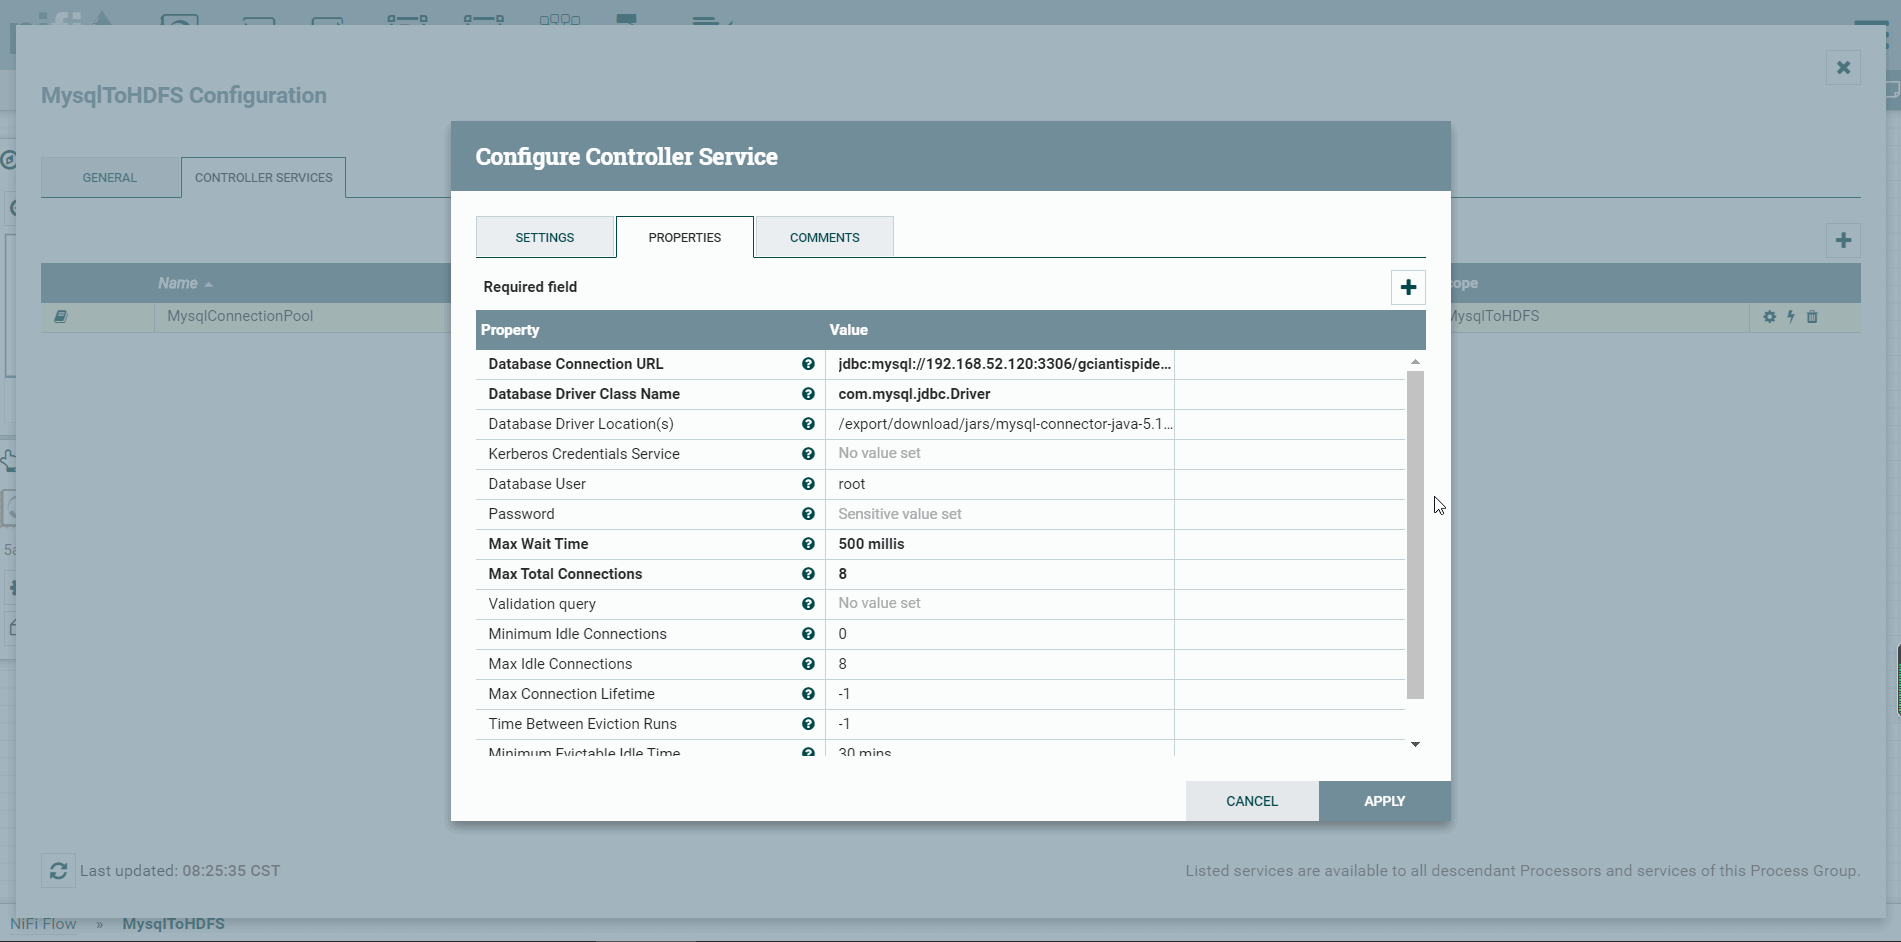 MysqlToHDFS Configuration
GENERAL
CONTROLLER SERVICES
Name
MysqlConnectionPool
MysqlToHDFS
Configure Controller Service
SETTINGS
PROPERTIES
COMMENTS
Required field
Property Value
Database Connection URL jdbc:mysql://192.168.52.120:3306/gciantispide...
Database Driver Class Name com.mysql.jdbc.Driver
Database Driver Location(s) /export/download/jars/mysql-connector-java-5.1...
Kerberos Credentials Service No value set
Database User root
Password Sensitive value set
Max Wait Time 500 millis
Max Total Connections 8
Validation query No value set
Minimum Idle Connections 0
Max Idle Connections 8
Max Connection Lifetime -1
Time Between Eviction Runs -1
Minimum Evictable Idle Time 30 mins
CANCEL
APPLY
Last updated: 08:25:35 CST
Listed services are available to all descendant Processors and services of this Process Group.
NiFi Flow » MysqlToHDFS